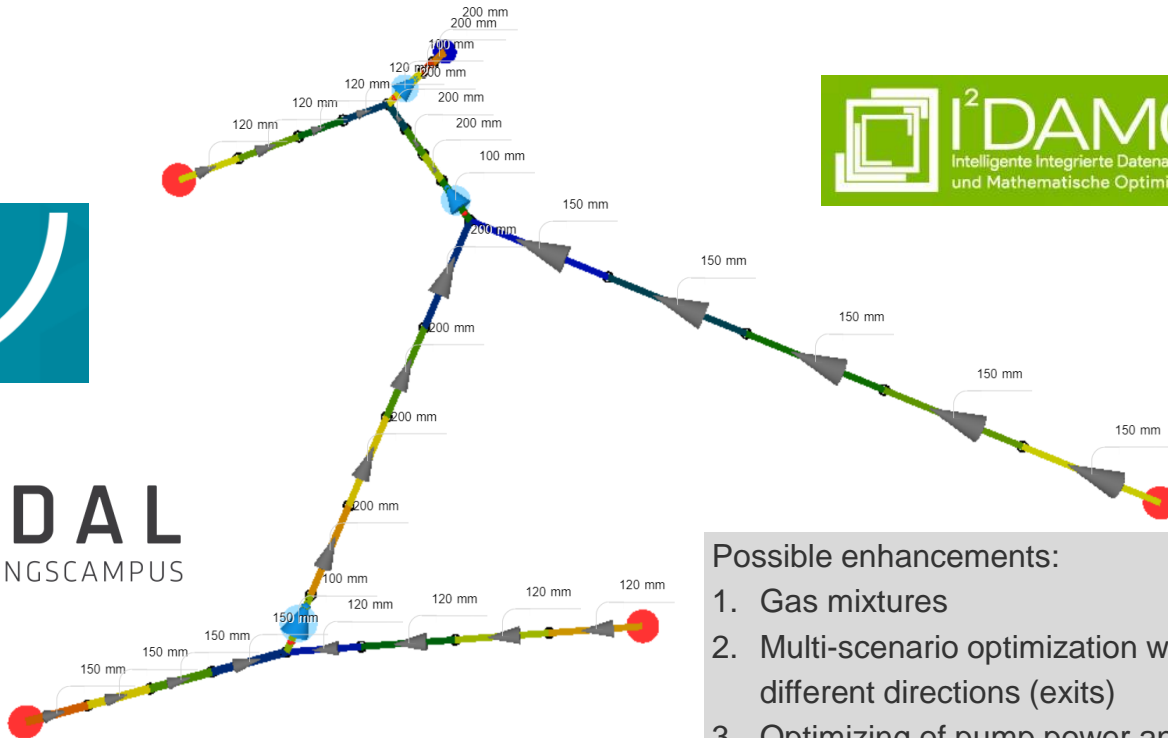 200 mm
200 mm
100 mm
120 mm
200 mm
120 mm
200 mm
120 mm
120 mm
200 mm
100 mm
I²DAM
Intelligente Integrierte Datena
und Mathematische Optimi
150 mm
200 mm
150 mm
200 mm
150 mm
150 mm
200 mm
150 mm
200 mm
DAL
NGSCAMPUS
100 mm
120 mm
120 mm
120 mm
120 mm
150 mm
150 mm
150 mm
150 mm
Possible enhancements:
1. Gas mixtures
2. Multi-scenario optimization w
different directions (exits)
3. Optimizing of pump power an